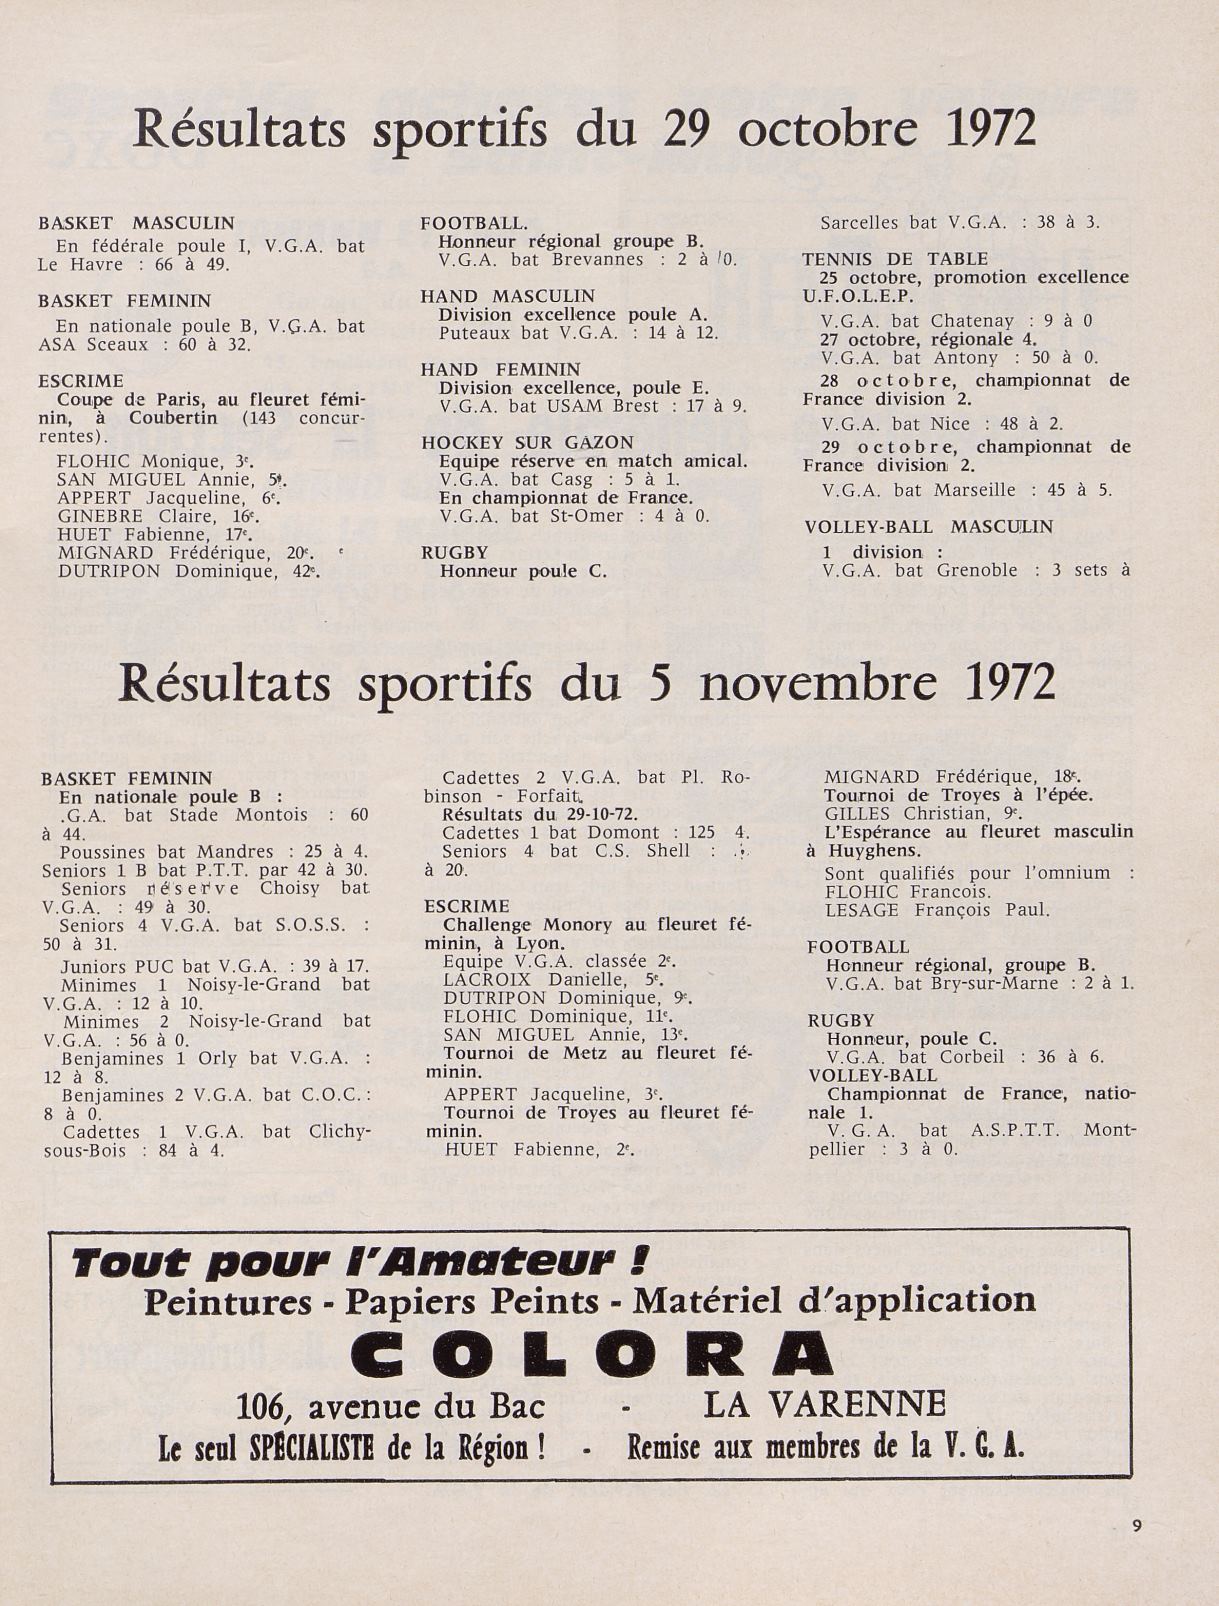 Résultats sportifs du 29 octobre 1972
BASKET MASCULIN
En fédérale poule I, V.G.A. bat
Le Havre : 66 à 49.
BASKET FEMININ
En nationale poule B, V.G.A. bat
ASA Sceaux : 60 à 32.
ESCRIME
Coupe de Paris, au fleuret fémi-
nin, à Coubertin (143 concur-
rentes).
FLOHIC Monique, 3e.
SAN MIGUEL Annie, 5e.
APPERT Jacqueline, 6e.
GINEBRE Claire, 16e.
HUET Fabienne, 17e.
MIGNARD Frédérique, 20e. e
DUTRIPON Dominique, 42e.
FOOTBALL.
Honneur régional groupe B.
V.G.A. bat Brevannes : 2 à 0.
HAND MASCULIN
Division excellence poule A.
Puteaux bat V.G.A. : 14 à 12.
HAND FEMININ
Division excellence, poule E.
V.G.A. bat USAM Brest : 17 à 9.
HOCKEY SUR GAZON
Equipe réserve en match amical.
V.G.A. bat Casg : 5 à 1.
En championnat de France.
V.G.A. bat St-Omer : 4 à 0.
RUGBY
Honneur poule C.
Sarcelles bat V.G.A. : 38 à 3.
TENNIS DE TABLE
25 octobre, promotion excellence
U.F.O.L.E.P.
V.G.A. bat Chatenay : 9 à 0
27 octobre, régionale 4.
V.G.A. bat Antony : 50 à 0.
28 octobre, championnat de
France division 2.
V.G.A. bat Nice : 48 à 2.
29 octobre, championnat de
France division 2.
V.G.A. bat Marseille : 45 à 5.
VOLLEY-BALL MASCULIN
1 division :
V.G.A. bat Grenoble : 3 sets à
Résultats sportifs du 5 novembre 1972
BASKET FEMININ
En nationale poule B :
.G.A. bat Stade Montois : 60
à 44.
Poussines bat Mandres : 25 à 4.
Seniors 1 B bat P.T.T. par 42 à 30.
Seniors réserve Choisy bat
V.G.A. : 49 à 30.
Seniors 4 V.G.A. bat S.O.S.S. :
50 à 31.
Juniors PUC bat V.G.A. : 39 à 17.
Minimes 1 Noisy-le-Grand bat
V.G.A. : 12 à 10.
Minimes 2 Noisy-le-Grand bat
V.G.A. : 56 à 0.
Benjamines 1 Orly bat V.G.A. :
12 à 8.
Benjamines 2 V.G.A. bat C.O.C. :
8 à 0.
Cadettes 1 V.G.A. bat Clichy-
sous-Bois : 84 à 4.
Cadettes 2 V.G.A. bat Pl. Ro-
binson - Forfait.
Résultats du 29-10-72.
Cadettes 1 bat Domont : 125 4.
Seniors 4 bat C.S. Shell :
à 20.
ESCRIME
Challenge Monory au fleuret fé-
minin, à Lyon.
Equipe V.G.A. classée 2e.
LACROIX Danielle, 5e.
DUTRIPON Dominique, 9e.
FLOHIC Dominique, 11e.
SAN MIGUEL Annie, 13e.
Tournoi de Metz au fleuret fé-
minin.
APPERT Jacqueline, 3e.
Tournoi de Troyes au fleuret fé-
minin.
HUET Fabienne, 2e.
MIGNARD Frédérique, 18e.
Tournoi de Troyes à l'épée.
GILLES Christian, 9e.
L'Espérance au fleuret masculin
à Huyghens.
Sont qualifiés pour l'omnium :
FLOHIC Francois.
LESAGE François Paul.
FOOTBALL
Honneur régional, groupe B.
V.G.A. bat Bry-sur-Marne : 2 à 1.
RUGBY
Honneur, poule C.
V.G.A. bat Corbeil : 36 à 6.
VOLLEY-BALL
Championnat de France, natio-
nale 1.
V. G. A. bat A.S.P.T.T. Mont-
pellier : 3 à 0.
Tout pour l'Amateur !
Peintures - Papiers Peints - Matériel d'application
COLORA
106, avenue du Bac - LA VARENNE
Le seul SPÉCIALISTE de la Région ! - Remise aux membres de la V. G. A.
9